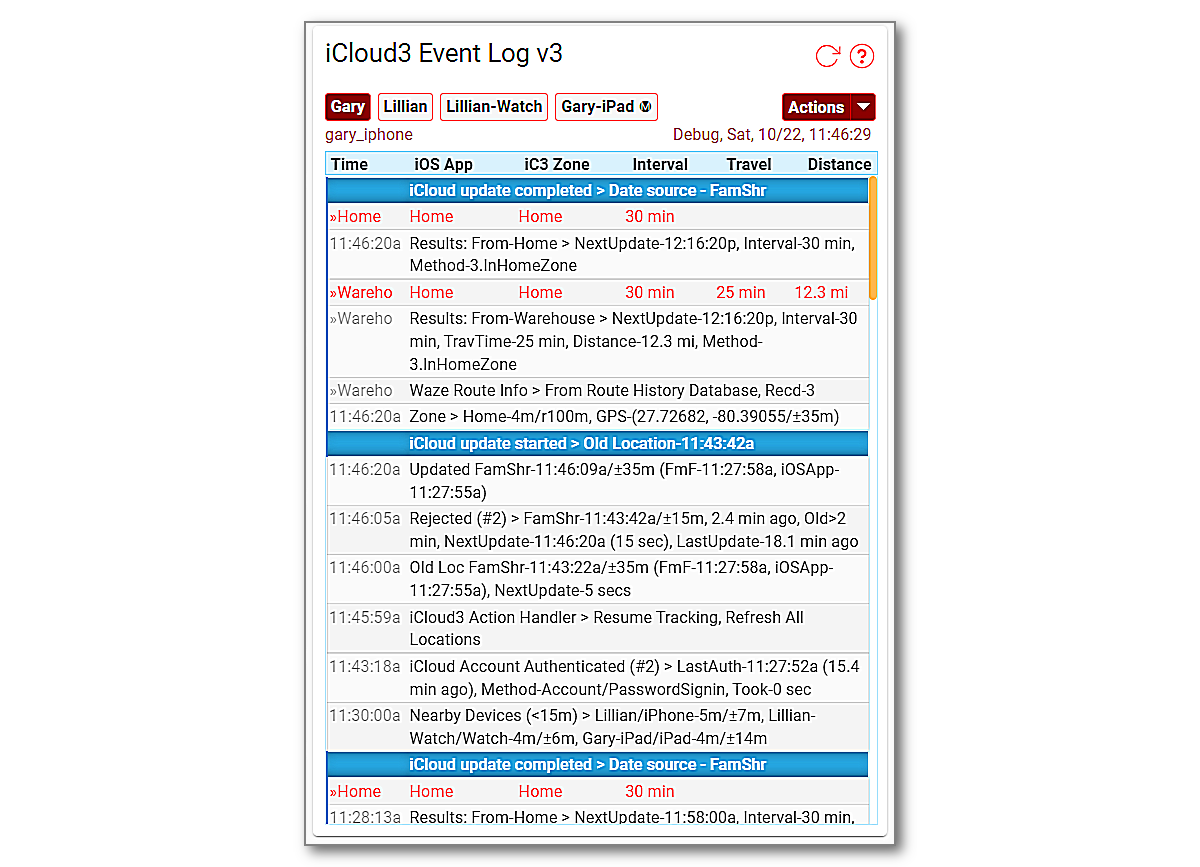 iCloud3 Event Log v3
Gary Lillian Lillian-Watch Gary-iPad Ⓜ Actions
gary_iphone Debug, Sat, 10/22, 11:46:29
Time iOS App iC3 Zone Interval Travel Distance
iCloud update completed > Date source - FamShr
»Home Home Home 30 min
11:46:20a Results: From-Home > NextUpdate-12:16:20p, Interval-30 min,
Method-3.InHomeZone
»Wareho Home Home 30 min 25 min 12.3 mi
»Wareho Results: From-Warehouse > NextUpdate-12:16:20p, Interval-30
min, TravTime-25 min, Distance-12.3 mi, Method-
3.InHomeZone
»Wareho Waze Route Info > From Route History Database, Recd-3
11:46:20a Zone > Home-4m/r100m, GPS-(27.72682, -80.39055/±35m)
iCloud update started > Old Location-11:43:42a
11:46:20a Updated FamShr-11:46:09a/±35m (FmF-11:27:58a, iOSApp-
11:27:55a)
11:46:05a Rejected (#2) > FamShr-11:43:42a/±15m, 2.4 min ago, Old>2
min, NextUpdate-11:46:20a (15 sec), LastUpdate-18.1 min ago
11:46:00a Old Loc FamShr-11:43:22a/±35m (FmF-11:27:58a, iOSApp-
11:27:55a), NextUpdate-5 secs
11:45:59a iCloud3 Action Handler > Resume Tracking, Refresh All
Locations
11:43:18a iCloud Account Authenticated (#2) > LastAuth-11:27:52a (15.4
min ago), Method-Account/PasswordSignin, Took-0 sec
11:30:00a Nearby Devices (<15m) > Lillian/iPhone-5m/±7m, Lillian-
Watch/Watch-4m/±6m, Gary-iPad/iPad-4m/±14m
iCloud update completed > Date source - FamShr
»Home Home Home 30 min
11:28:13a Results: From-Home > NextUpdate-11:58:00a, Interval-30 min,